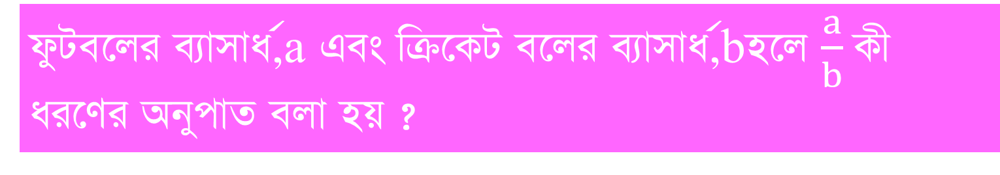 ফুটবলের ব্যাসার্ধ,a এবং ক্রিকেট বলের ব্যাসার্ধ,bহলে a/b কী
ধরণের অনুপাত বলা হয় ?